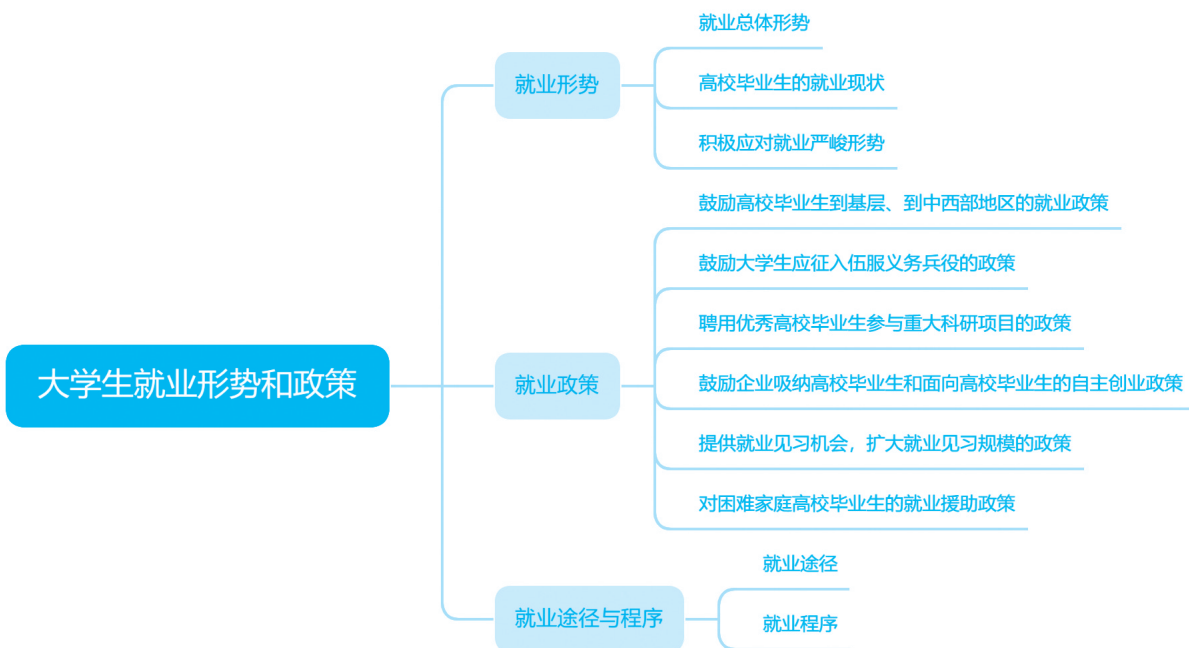 大学生就业形势和政策
就业形势
就业总体形势
高校毕业生的就业现状
积极应对就业严峻形势
就业政策
鼓励高校毕业生到基层、到中西部地区的就业政策
鼓励大学生应征入伍服义务兵役的政策
聘用优秀高校毕业生参与重大科研项目的政策
鼓励企业吸纳高校毕业生和面向高校毕业生的自主创业政策
提供就业见习机会，扩大就业见习规模的政策
对困难家庭高校毕业生的就业援助政策
就业途径与程序
就业途径
就业程序